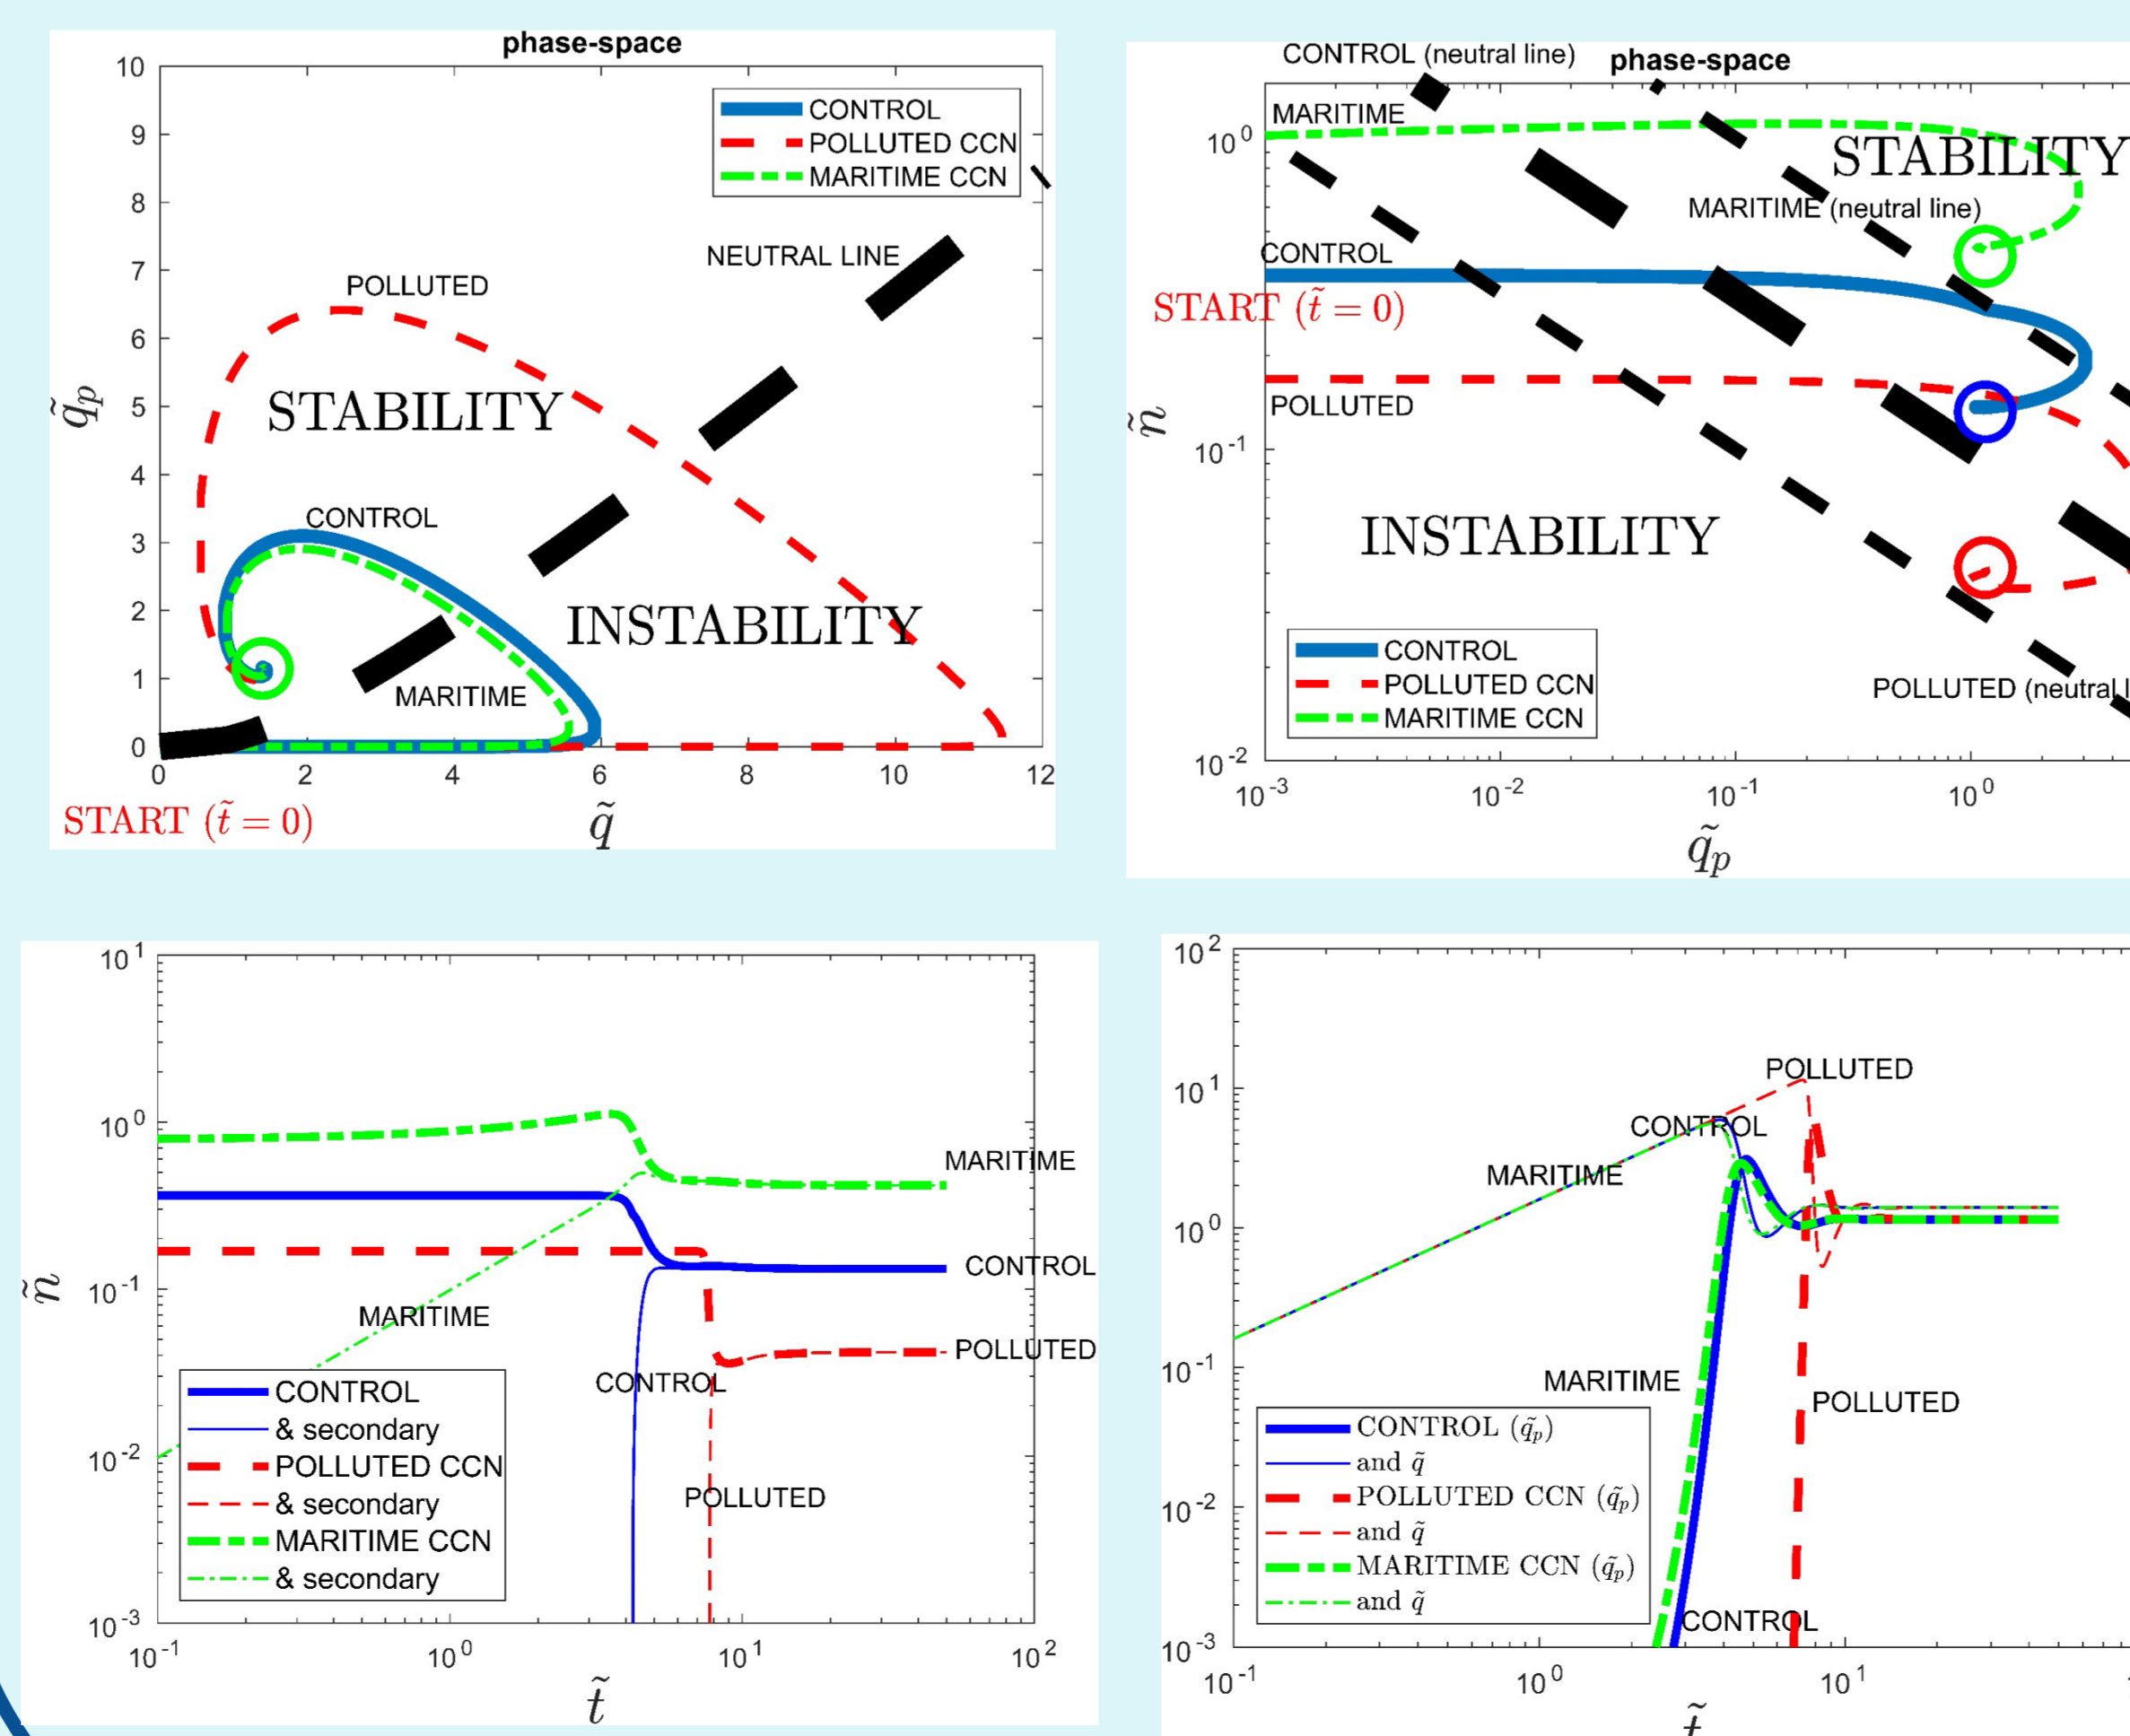 phase-space
10
9
8
7
6
5
4
3
2
1
0
q̃ₚ
CONTROL
POLLUTED CCN
MARITIME CCN
NEUTRAL LINE
POLLUTED
STABILITY
CONTROL
INSTABILITY
MARITIME
0 2 4 6 8 10 12
START (t̃ = 0)
q̃
CONTROL (neutral line)
phase-space
MARITIME
10⁰
STABILITY
MARITIME (neutral line)
CONTROL
START (t̃ = 0)
POLLUTED
ñ
10⁻¹
INSTABILITY
CONTROL
POLLUTED CCN
MARITIME CCN
POLLUTED (neutral
10⁻²
10⁻³ 10⁻² 10⁻¹ 10⁰
q̃ₚ
10¹
10⁰
10⁻¹
10⁻²
10⁻³
ñ
MARITIME
CONTROL
MARITIME
POLLUTED
CONTROL
POLLUTED
CONTROL
& secondary
POLLUTED CCN
& secondary
MARITIME CCN
& secondary
10⁻¹ 10⁰ 10¹ 10²
t̃
10²
10¹
10⁰
10⁻¹
10⁻²
10⁻³
POLLUTED
CONTROL
MARITIME
MARITIME
POLLUTED
CONTROL (q̃ₚ)
and q̃
POLLUTED CCN (q̃ₚ)
and q̃
MARITIME CCN (q̃ₚ)
and q̃
CONTROL
10⁻¹ 10⁰ 10¹
t̃